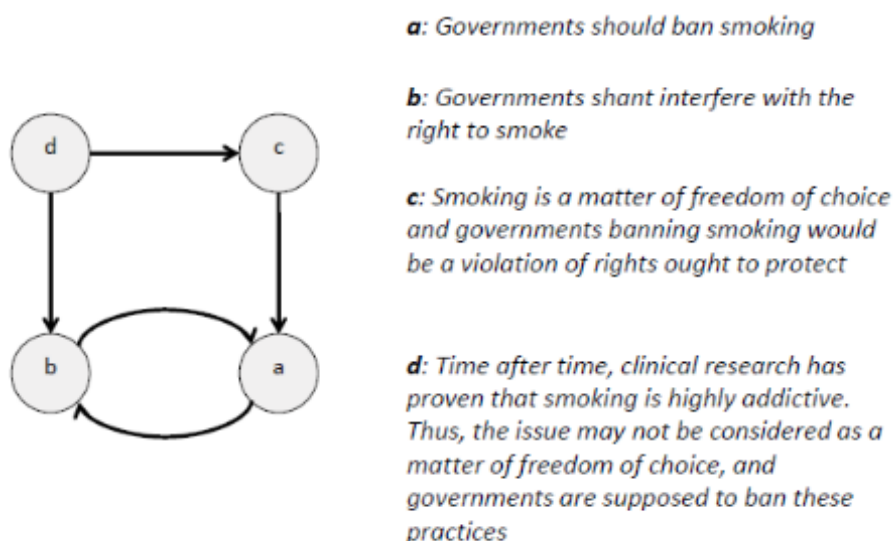 a: Governments should ban smoking
b: Governments shant interfere with the
right to smoke
d
c
c: Smoking is a matter of freedom of choice
and governments banning smoking would
be a violation of rights ought to protect
b
a
d: Time after time, clinical research has
proven that smoking is highly addictive.
Thus, the issue may not be considered as a
matter of freedom of choice, and
governments are supposed to ban these
practices